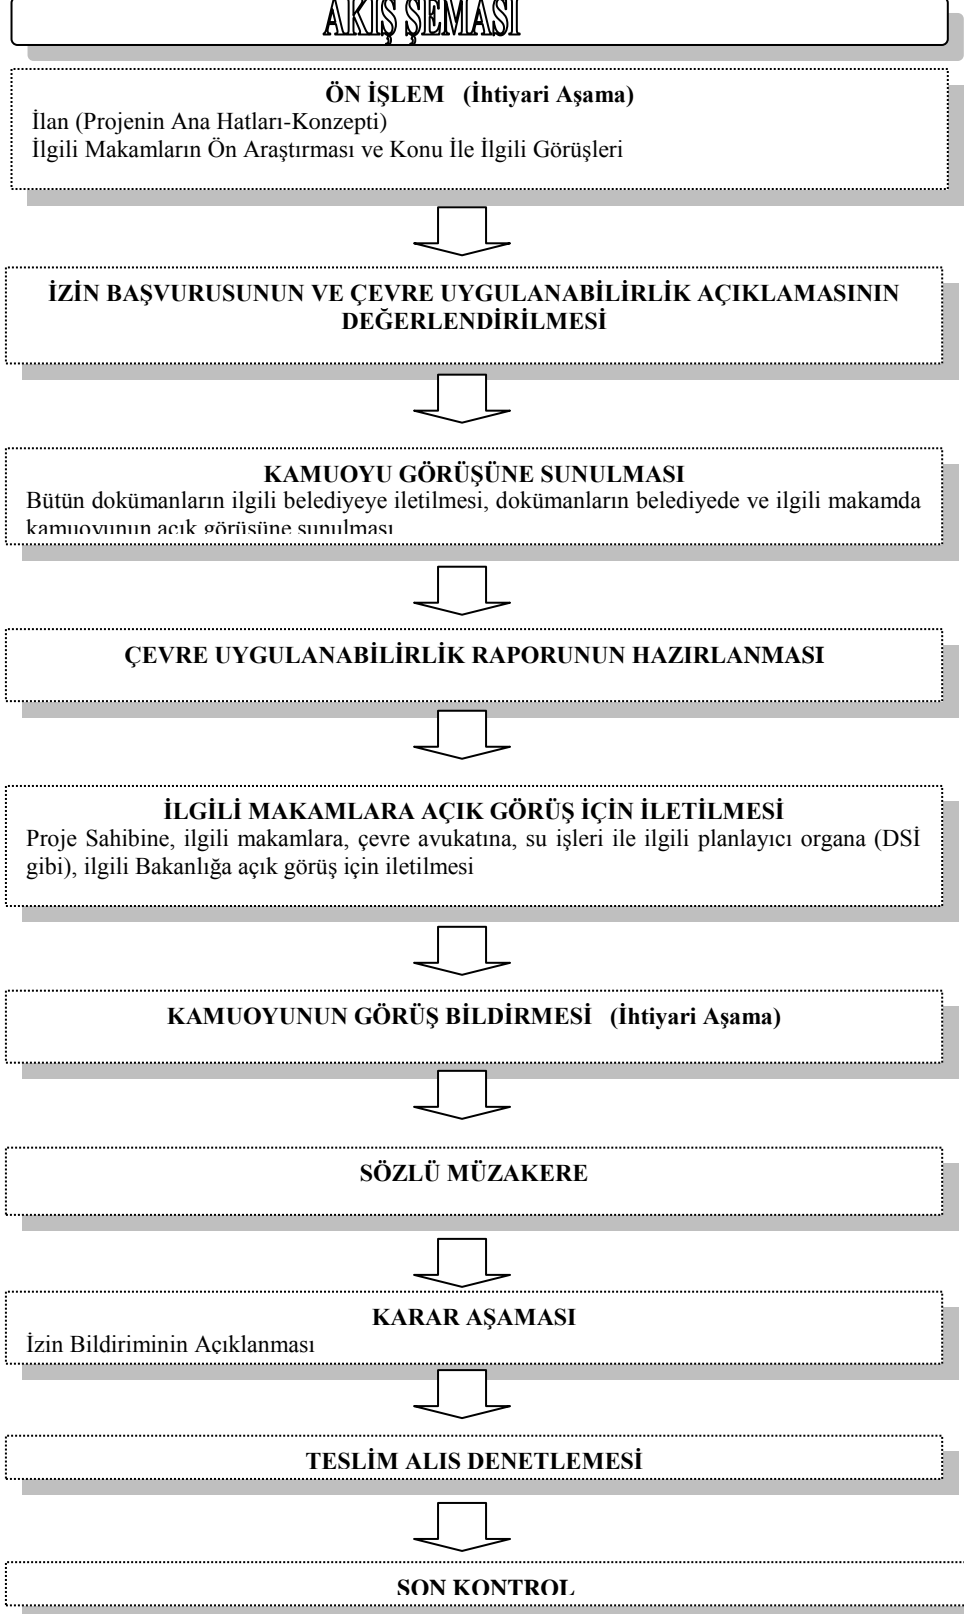 AKIŞ ŞEMASI
ÖN İŞLEM (İhtiyari Aşama)
İlan (Projenin Ana Hatları-Konzepti)
İlgili Makamların Ön Araştırması ve Konu İle İlgili Görüşleri
İZİN BAŞVURUSUNUN VE ÇEVRE UYGULANABİLİRLİK AÇIKLAMASININ
DEĞERLENDİRİLMESİ
KAMUOYU GÖRÜŞÜNE SUNULMASI
Bütün dokümanların ilgili belediyeye iletilmesi, dokümanların belediyede ve ilgili makamda
kamuoyunun açık görüşüne sunulması
ÇEVRE UYGULANABİLİRLİK RAPORUNUN HAZIRLANMASI
İLGİLİ MAKAMLARA AÇIK GÖRÜŞ İÇİN İLETİLMESİ
Proje Sahibine, ilgili makamlara, çevre avukatına, su işleri ile ilgili planlayıcı organa (DSİ
gibi), ilgili Bakanlığa açık görüş için iletilmesi
KAMUOYUNUN GÖRÜŞ BİLDİRMESİ (İhtiyari Aşama)
SÖZLÜ MÜZAKERE
KARAR AŞAMASI
İzin Bildiriminin Açıklanması
TESLİM ALIS DENETLEMESİ
SON KONTROL